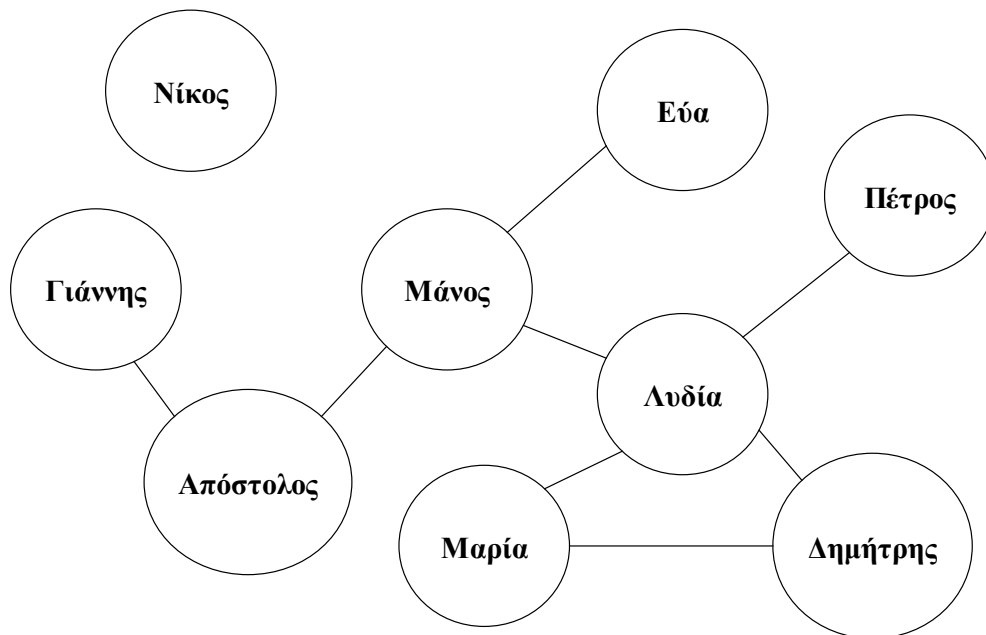 Νίκος
Εύα
Πέτρος
Γιάννης
Μάνος
Λυδία
Απόστολος
Μαρία
Δημήτρης